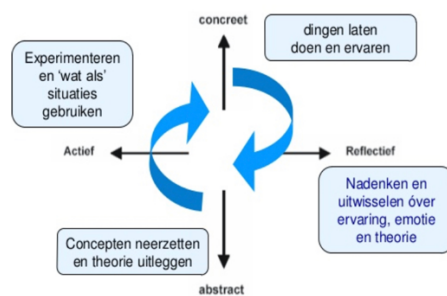 concreet
dingen laten
doen en ervaren
Experimenteren
en ‘wat als’
situaties
gebruiken
Actief
Reflectief
Nadenken en
uitwisselen óver
ervaring, emotie
en theorie
Concepten neerzetten
en theorie uitleggen
abstract